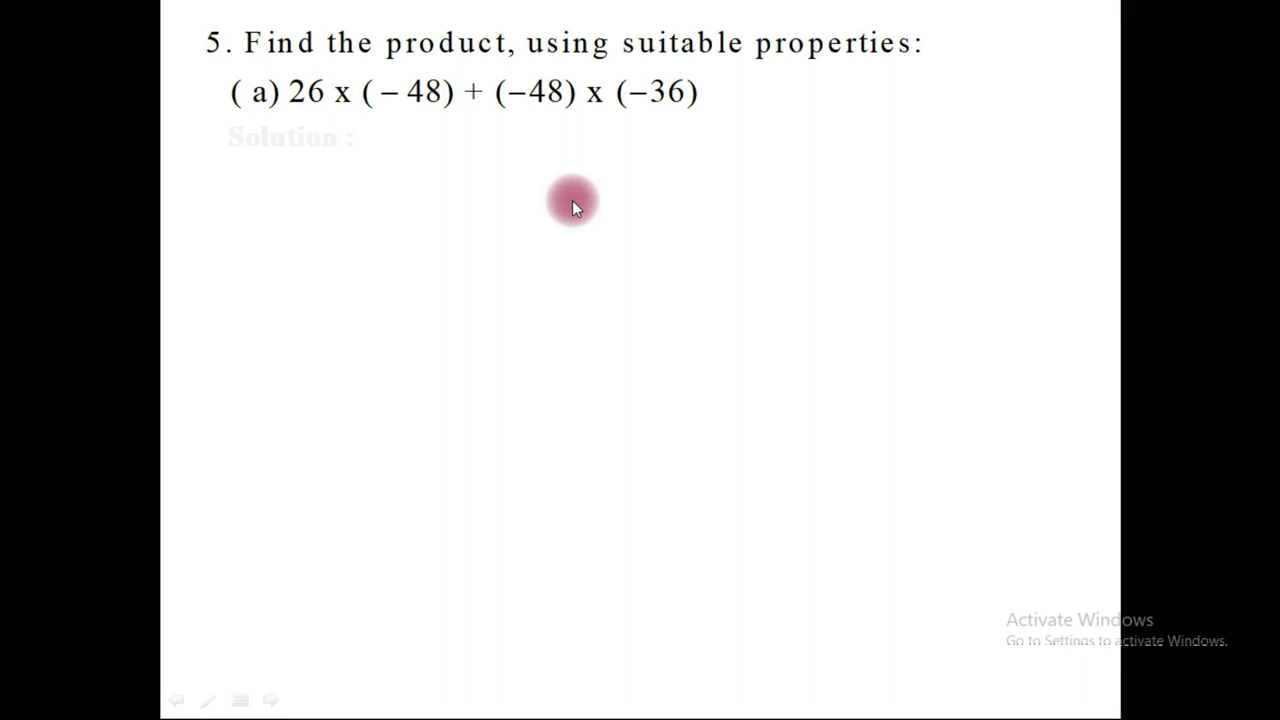 5. Find the product, using suitable properties:
( a) 26 x ( – 48) + (–48) x (–36)
Solution :
Activate Windows
Go to Settings to activate Windows.